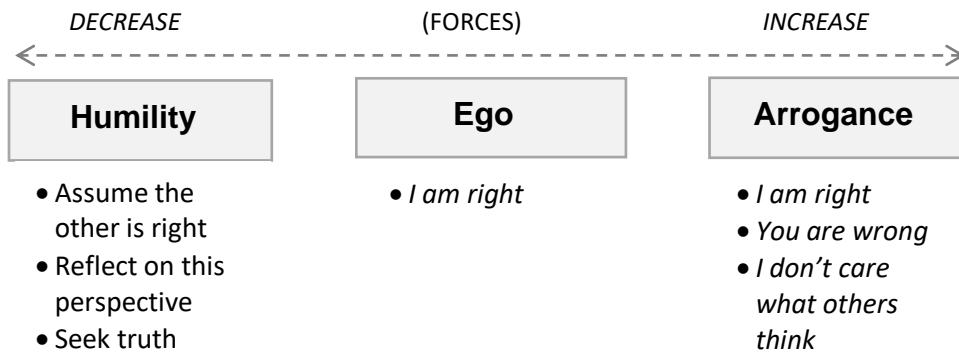 DECREASE (FORCES) INCREASE
Humility Ego Arrogance
• Assume the
other is right
• Reflect on this
perspective
• Seek truth
• I am right
• I am right
• You are wrong
• I don’t care
what others
think